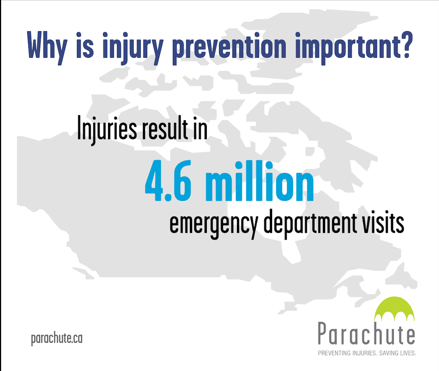 Why is injury prevention important?
Injuries result in
4.6 million
emergency department visits
parachute.ca
Parachute
PREVENTING INJURIES. SAVING LIVES.